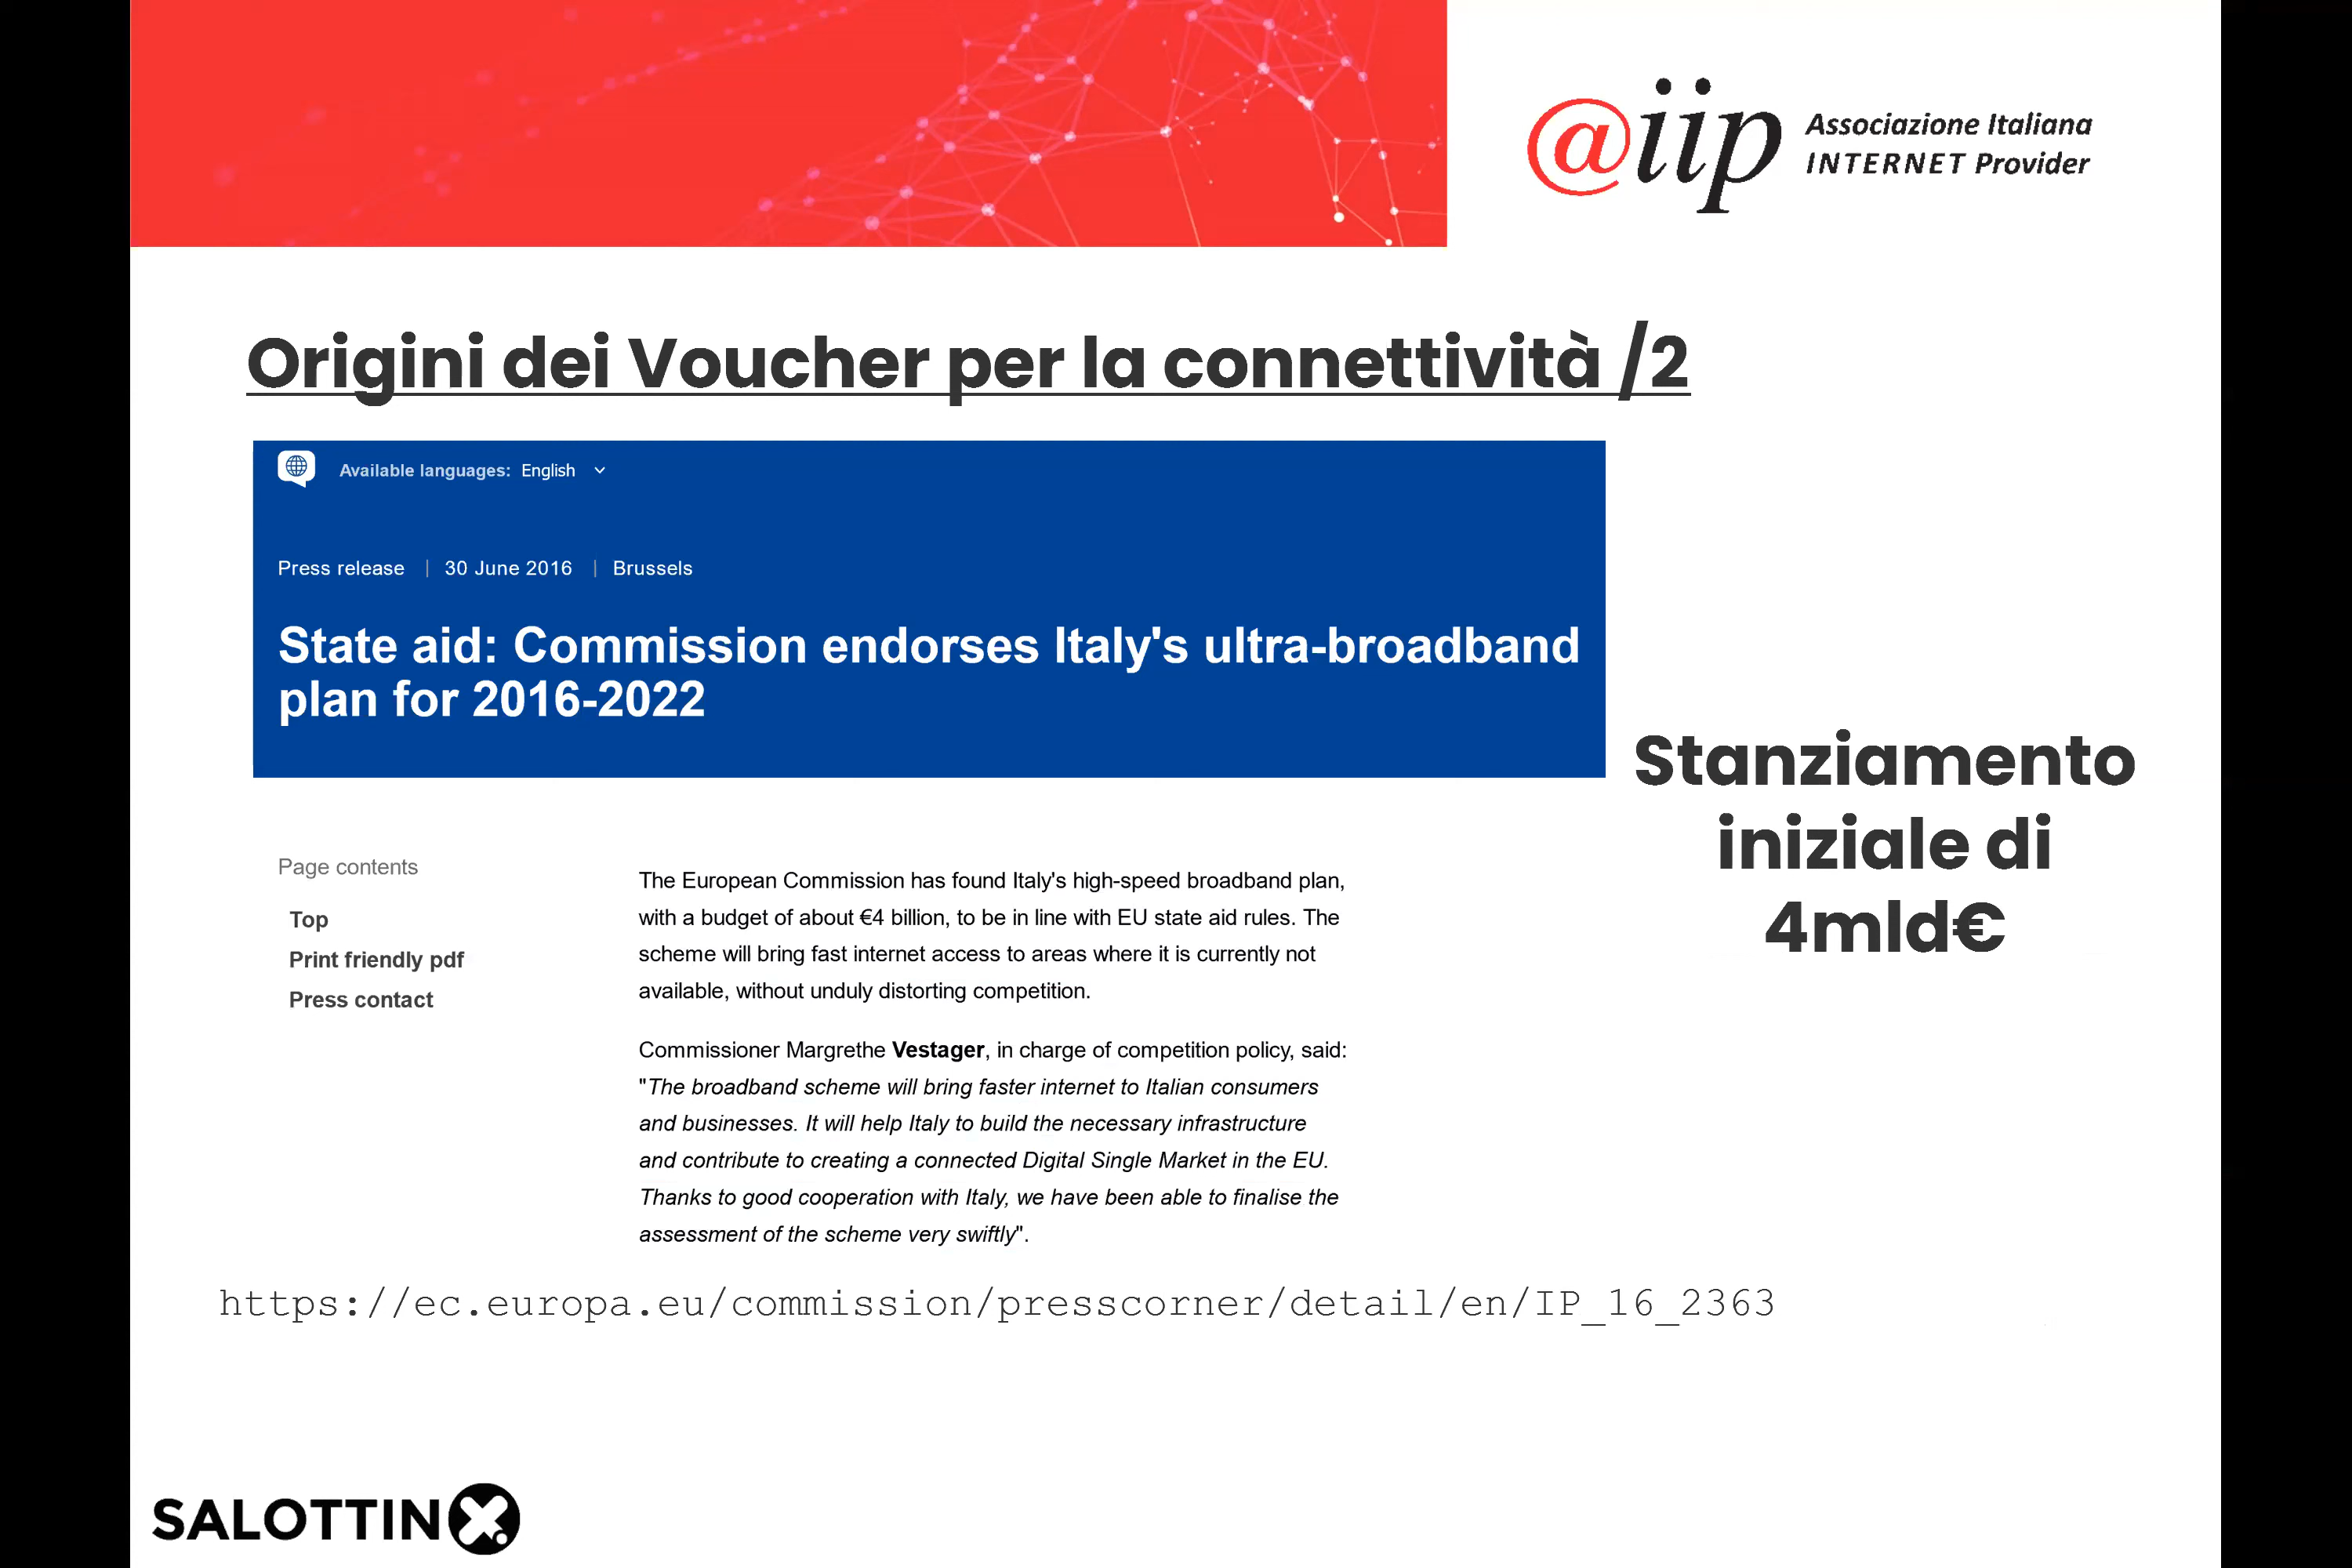 @iip Associazione Italiana
INTERNET Provider
Origini dei Voucher per la connettività /2
Available languages: English
Press release | 30 June 2016 | Brussels
State aid: Commission endorses Italy's ultra-broadband
plan for 2016-2022
Stanziamento
iniziale di
4mld€
Page contents
Top
Print friendly pdf
Press contact
The European Commission has found Italy's high-speed broadband plan,
with a budget of about €4 billion, to be in line with EU state aid rules. The
scheme will bring fast internet access to areas where it is currently not
available, without unduly distorting competition.
Commissioner Margrethe Vestager, in charge of competition policy, said:
"The broadband scheme will bring faster internet to Italian consumers
and businesses. It will help Italy to build the necessary infrastructure
and contribute to creating a connected Digital Single Market in the EU.
Thanks to good cooperation with Italy, we have been able to finalise the
assessment of the scheme very swiftly".
https://ec.europa.eu/commission/presscorner/detail/en/IP_16_2363
SALOTTINX